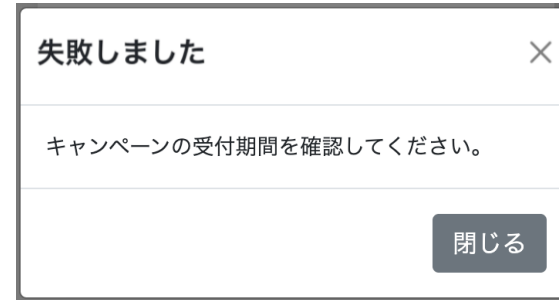 失敗しました
キャンペーンの受付期間を確認してください。
閉じる